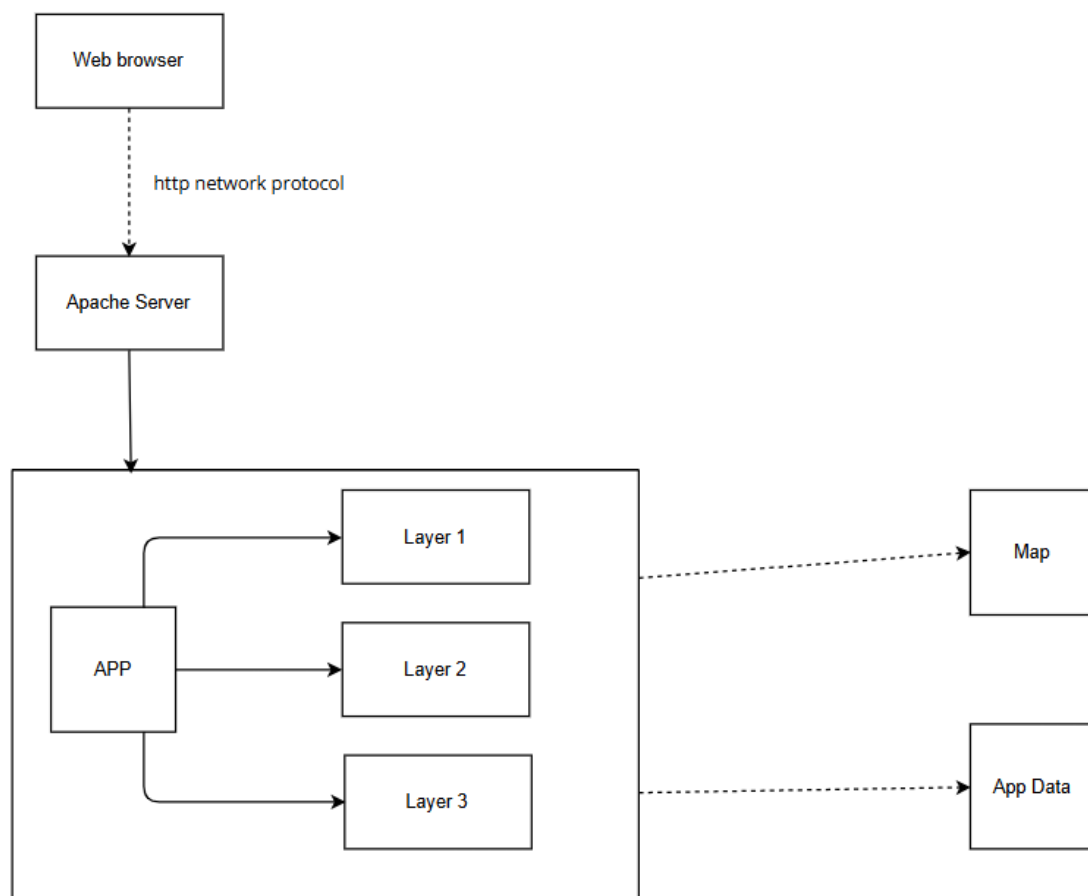 Web browser
http network protocol
Apache Server
Layer 1
Map
APP
Layer 2
App Data
Layer 3